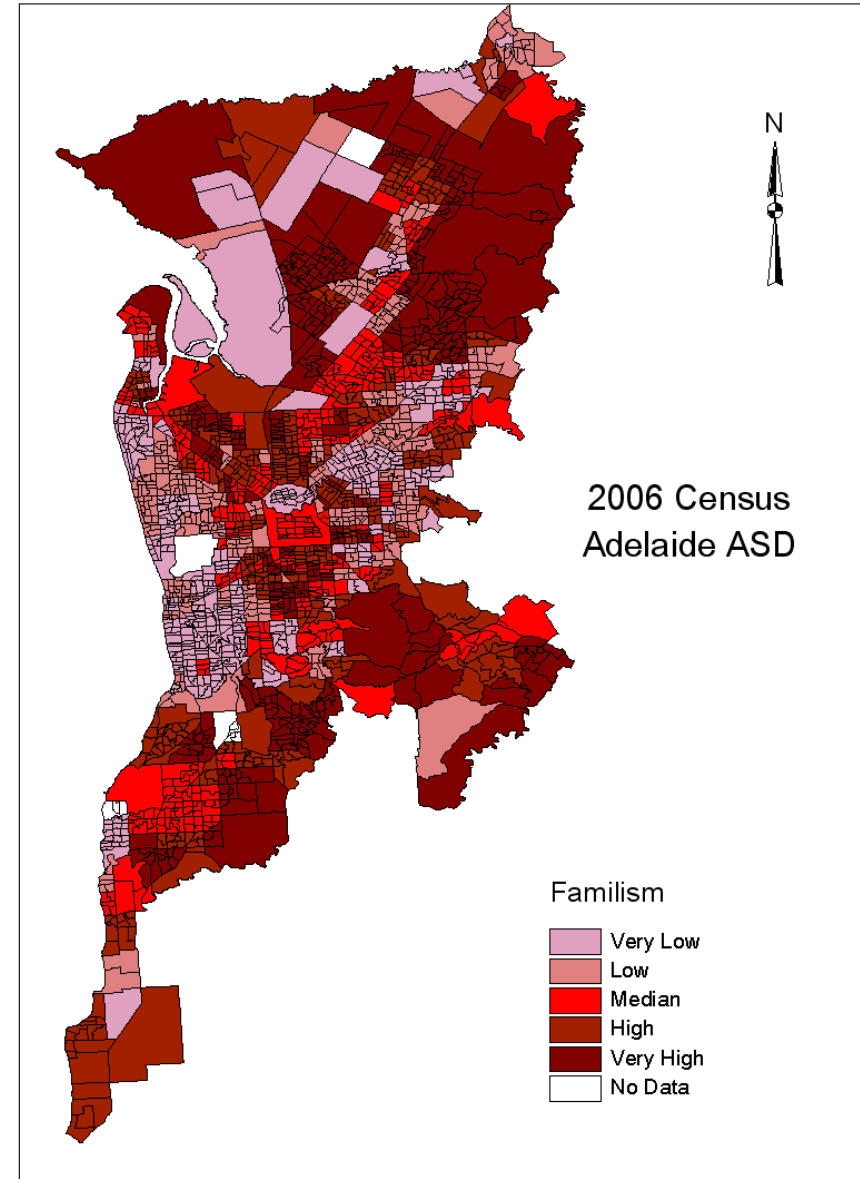 N
2006 Census
Adelaide ASD
Familism
Very Low
Low
Median
High
Very High
No Data